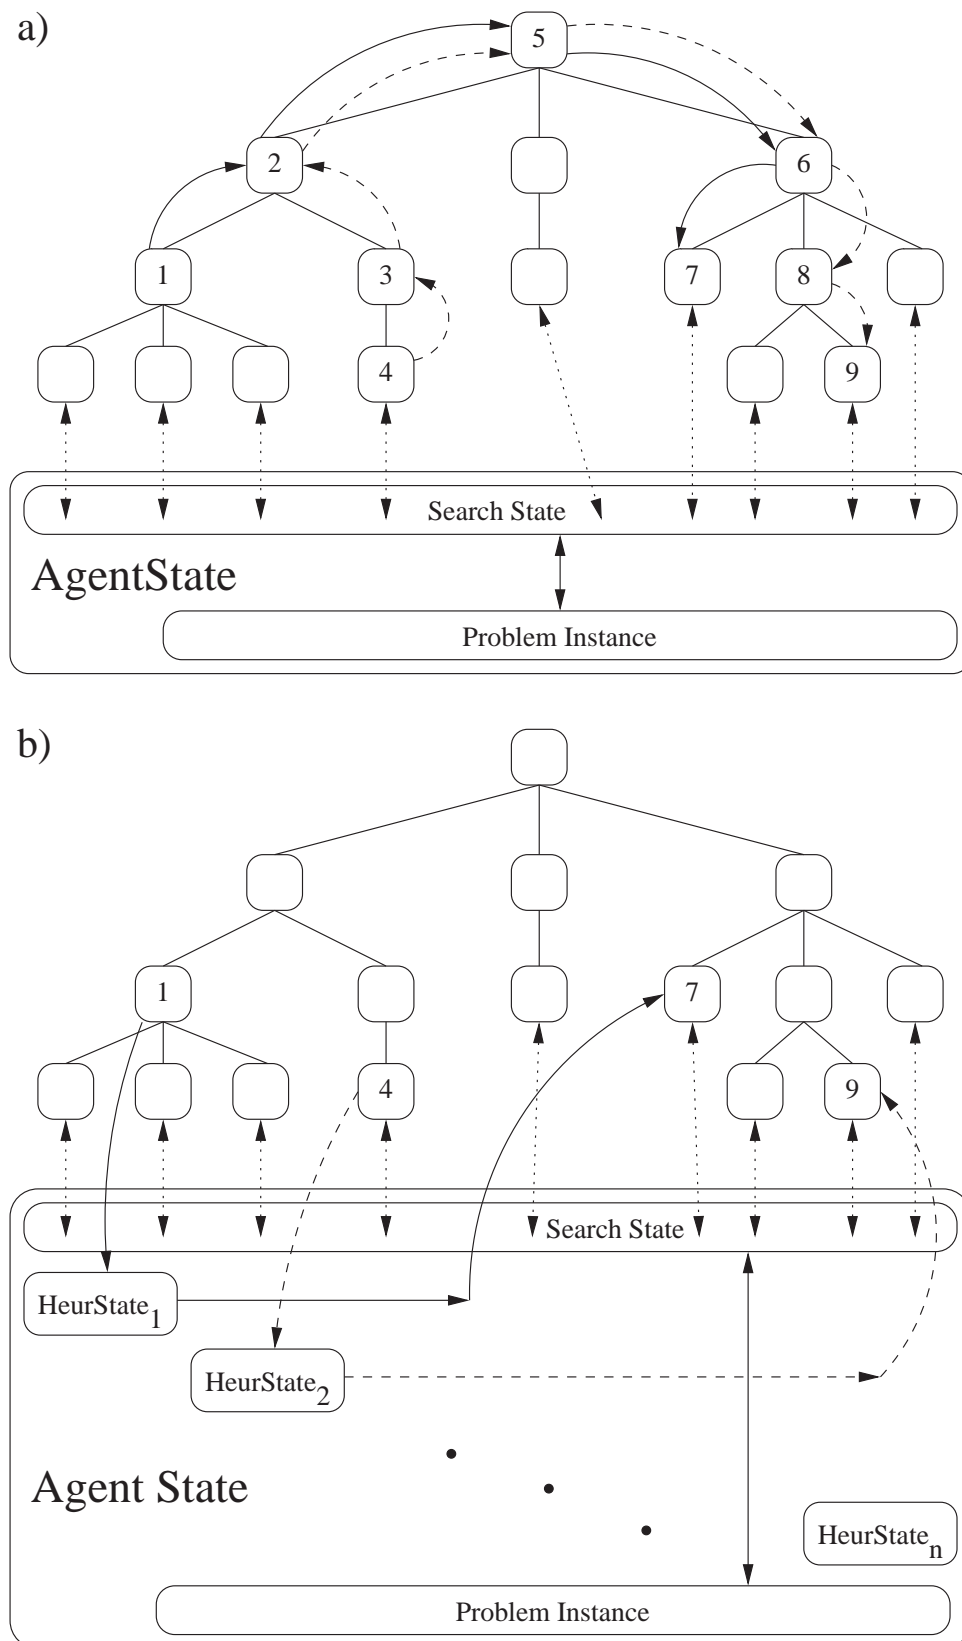 a)
5
2
6
1
3
7
8
4
9
Search State
AgentState
Problem Instance
b)
1
7
4
9
Search State
HeurState1
HeurState2
Agent State
HeurStaten
Problem Instance